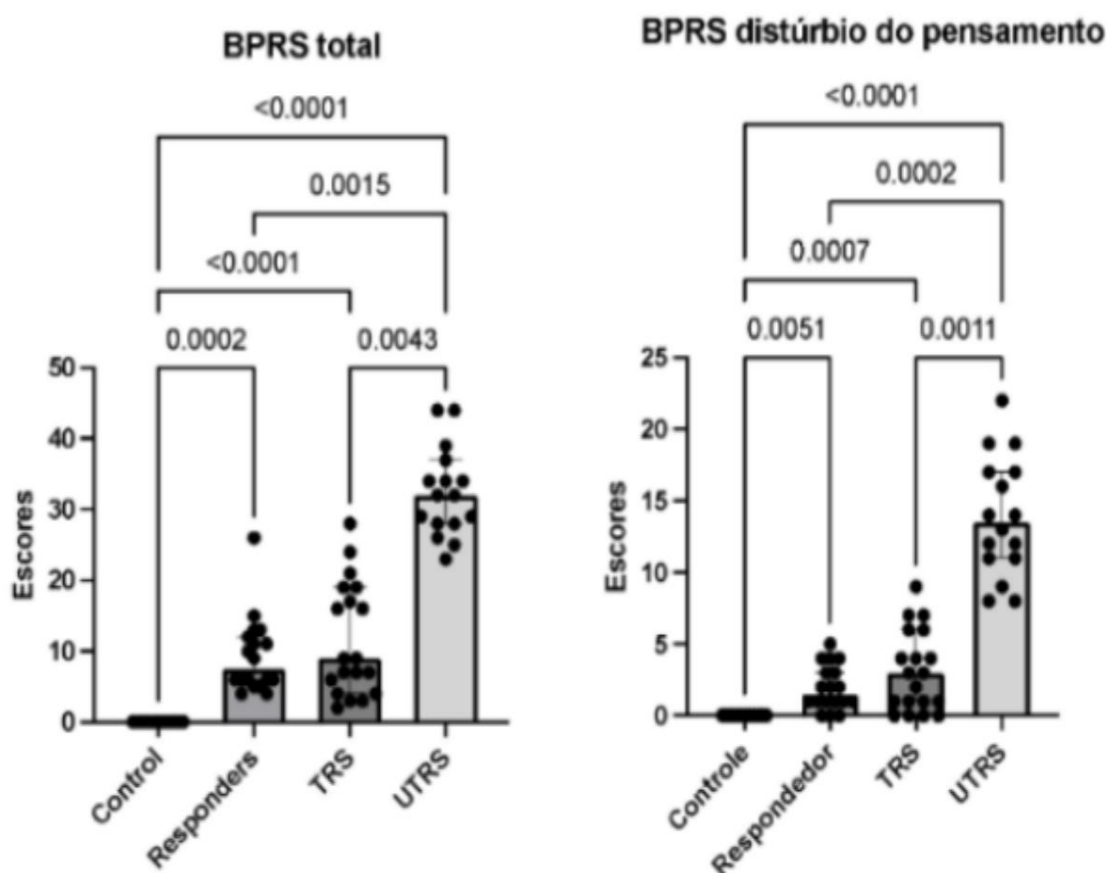 BPRS total
<0.0001
0.0015
<0.0001
0.0002
0.0043
50
40
30
20
10
0
Escores
Control
Responders
TRS
UTRS
BPRS distúrbio do pensamento
<0.0001
0.0002
0.0007
0.0051
0.0011
25
20
15
10
5
0
Escores
Controle
Respondedor
TRS
UTRS